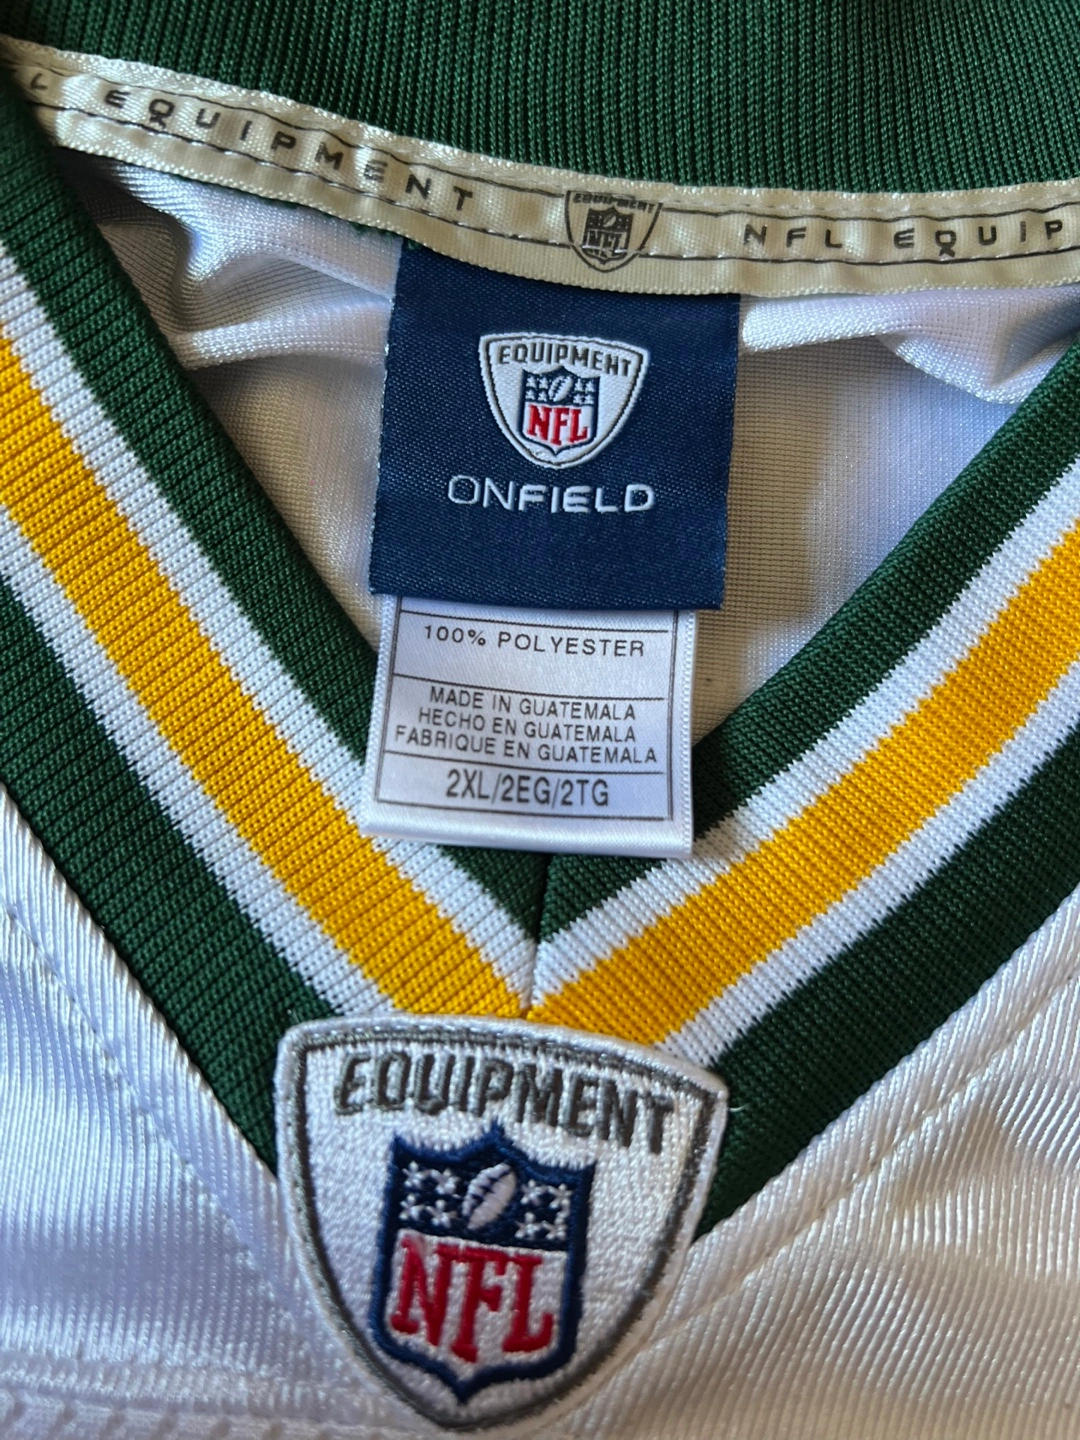 L EQUIPMENT
EQUIPMENT
NFL
NFL EQUIP
EQUIPMENT
NFL
ONFIELD
100% POLYESTER
MADE IN GUATEMALA
HECHO EN GUATEMALA
FABRIQUE EN GUATEMALA
2XL/2EG/2TG
EQUIPMENT
NFL